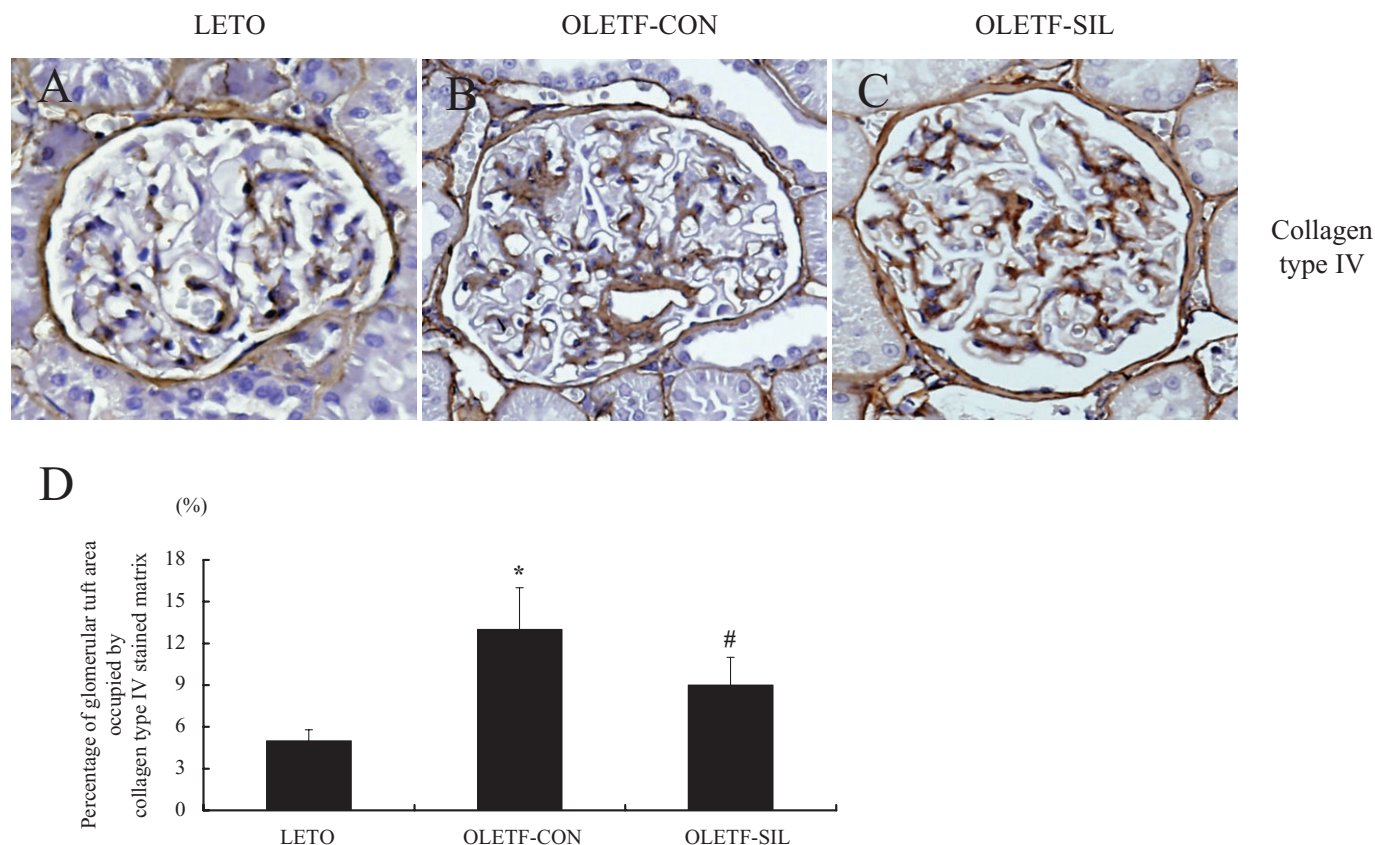 LETO
OLETF-CON
OLETF-SIL
A
B
C
Collagen
type IV
D
(%)
Percentage of glomerular tuft area
occupied by
collagen type IV stained matrix
18
15
12
9
6
3
0
*
#
LETO
OLETF-CON
OLETF-SIL